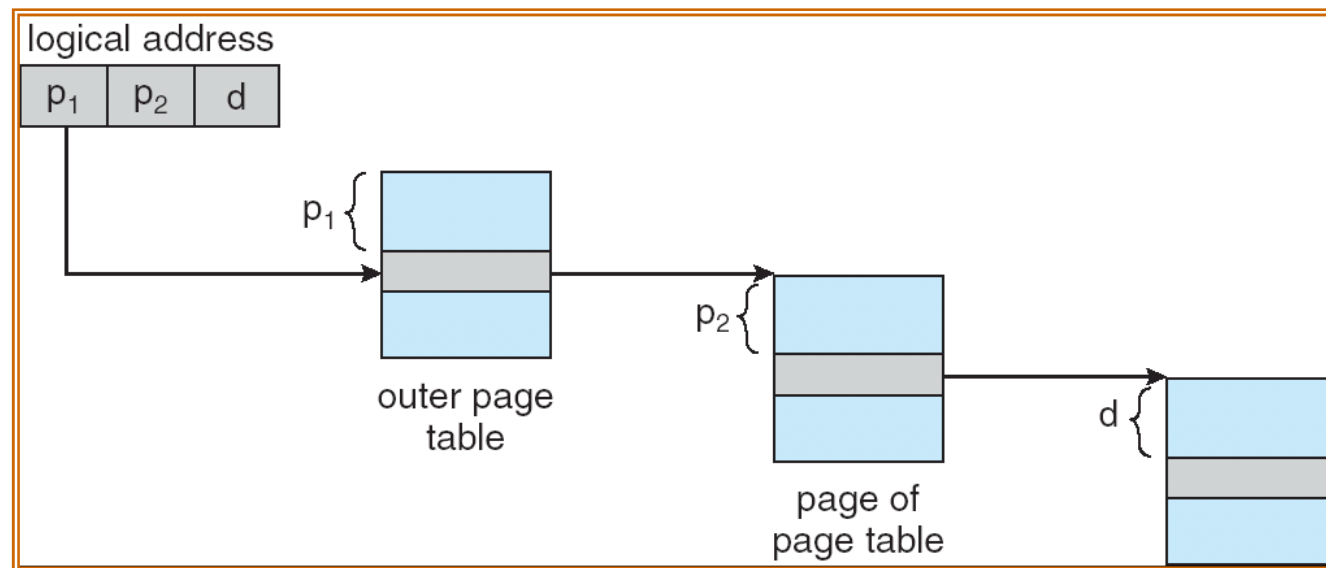 logical address
p₁ p₂ d
p₁
outer page
table
p₂
page of
page table
d